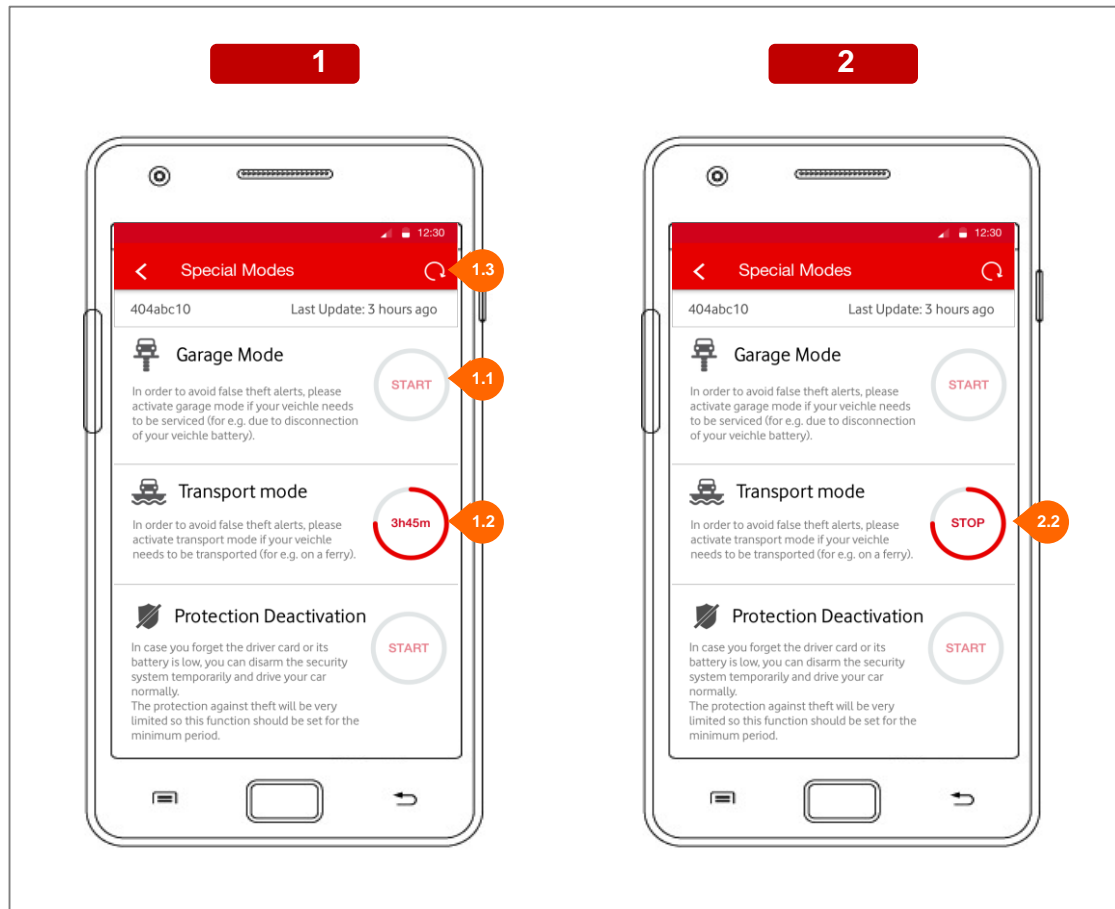 1
12:30
Special Modes
1.3
404abc10 Last Update: 3 hours ago
Garage Mode
START
1.1
In order to avoid false theft alerts, please
activate garage mode if your veichle needs
to be serviced (for e.g. due to disconnection
of your veichle battery).
Transport mode
3h45m
1.2
In order to avoid false theft alerts, please
activate transport mode if your veichle
needs to be transported (for e.g. on a ferry).
Protection Deactivation
START
In case you forget the driver card or its
battery is low, you can disarm the security
system temporarily and drive your car
normally.
The protection against theft will be very
limited so this function should be set for the
minimum period.
2
12:30
Special Modes
404abc10 Last Update: 3 hours ago
Garage Mode
START
In order to avoid false theft alerts, please
activate garage mode if your veichle needs
to be serviced (for e.g. due to disconnection
of your veichle battery).
Transport mode
STOP
2.2
In order to avoid false theft alerts, please
activate transport mode if your veichle
needs to be transported (for e.g. on a ferry).
Protection Deactivation
START
In case you forget the driver card or its
battery is low, you can disarm the security
system temporarily and drive your car
normally.
The protection against theft will be very
limited so this function should be set for the
minimum period.